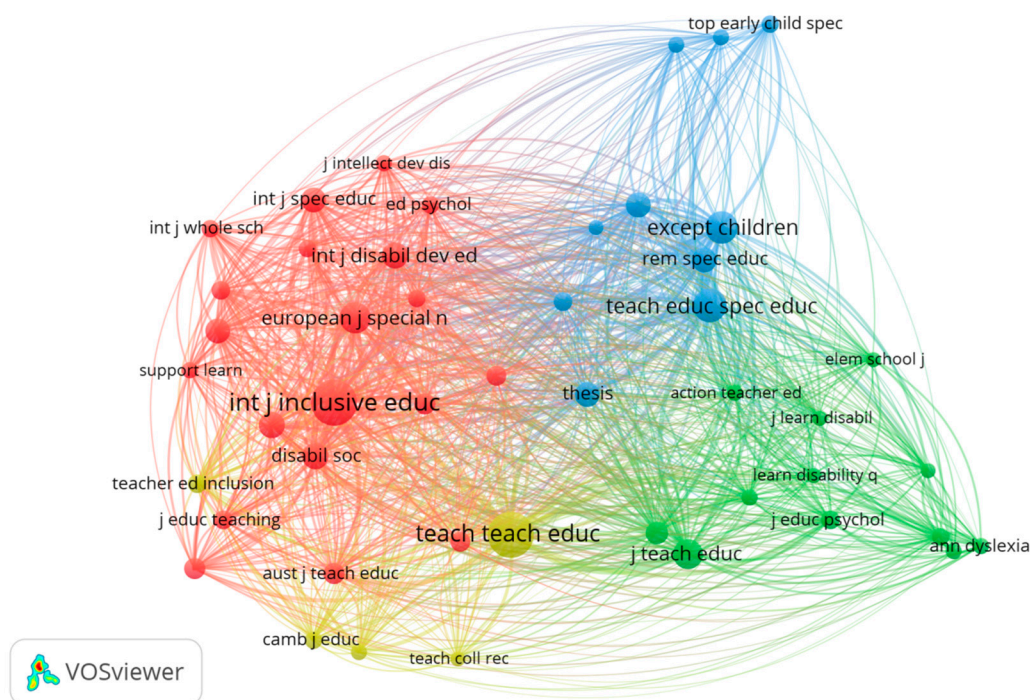 top early child spec
j intellect dev dis
int j spec educ
ed psychol
int j whole sch
except children
int j disabil dev ed
rem spec educ
teach educ spec educ
european j special n
elem school j
support learn
thesis
action teacher ed
int j inclusive educ
j learn disabil
disabil soc
learn disability q
teacher ed inclusion
j educ teaching
j educ psychol
teach teach educ
j teach educ
ann dyslexia
aust j teach educ
camb j educ
teach coll rec
VOSviewer